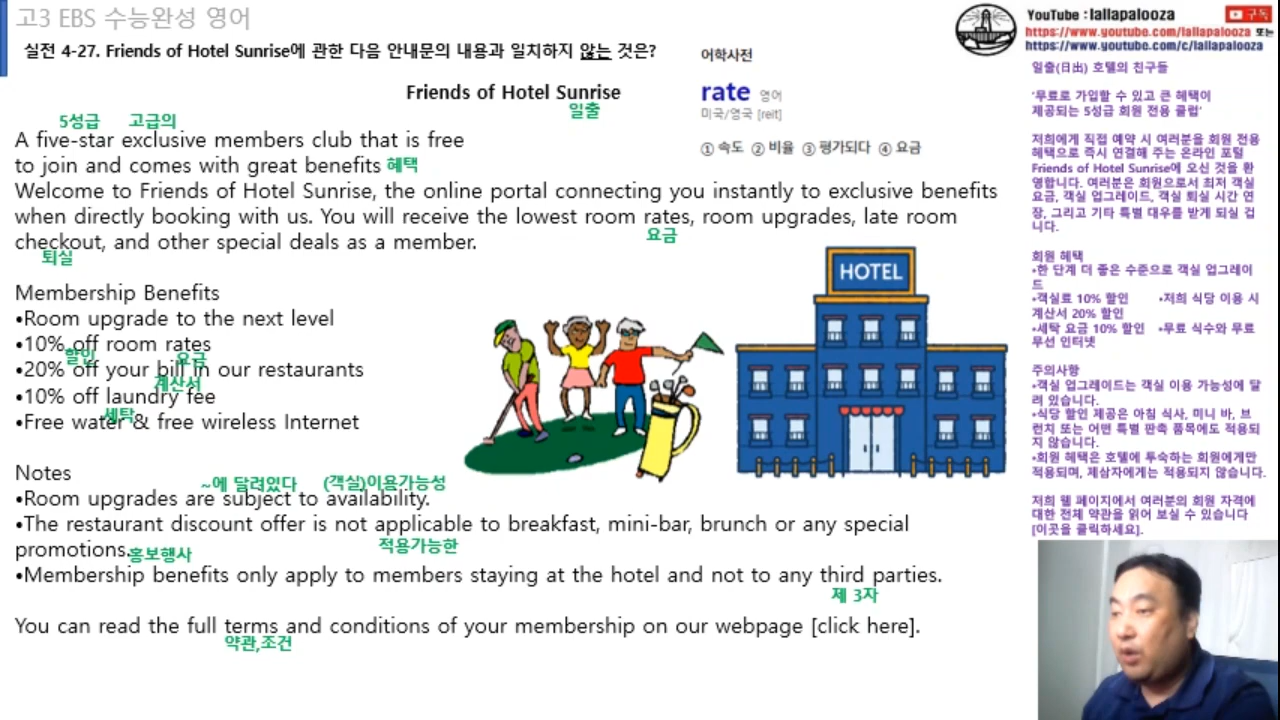 고3 EBS 수능완성 영어
실전 4-27. Friends of Hotel Sunrise에 관한 다음 안내문의 내용과 일치하지 않는 것은?
Friends of Hotel Sunrise
일출
5성급 고급의
A five-star exclusive members club that is free
to join and comes with great benefits 혜택
Welcome to Friends of Hotel Sunrise, the online portal connecting you instantly to exclusive benefits
when directly booking with us. You will receive the lowest room rates, room upgrades, late room
요금
checkout, and other special deals as a member.
퇴실
Membership Benefits
•Room upgrade to the next level
•10% off room rates
할인 요금
•20% off your bill in our restaurants
계산서
•10% off laundry fee
세탁
•Free water & free wireless Internet
Notes
~에 달려있다 (객실)이용가능성
•Room upgrades are subject to availability.
•The restaurant discount offer is not applicable to breakfast, mini-bar, brunch or any special
적용가능한
promotions.
홍보행사
•Membership benefits only apply to members staying at the hotel and not to any third parties.
제 3자
You can read the full terms and conditions of your membership on our webpage [click here].
약관,조건
어학사전
rate 영어
미국/영국 [reit]
① 속도 ② 비율 ③ 평가되다 ④ 요금
HOTEL
YouTube : lallapalooza 구독
https://www.youtube.com/lallapalooza 또는
https://www.youtube.com/c/lallapalooza
일출(日出) 호텔의 친구들
'무료로 가입할 수 있고 큰 혜택이
제공되는 5성급 회원 전용 클럽'
저희에게 직접 예약 시 여러분을 회원 전용
혜택으로 즉시 연결해 주는 온라인 포털
Friends of Hotel Sunrise에 오신 것을 환
영합니다. 여러분은 회원으로서 최저 객실
요금, 객실 업그레이드, 객실 퇴실 시간 연
장, 그리고 기타 특별 대우를 받게 되실 겁
니다.
회원 혜택
•한 단계 더 좋은 수준으로 객실 업그레이
드
•객실료 10% 할인 •저희 식당 이용 시
계산서 20% 할인
•세탁 요금 10% 할인 •무료 식수와 무료
무선 인터넷
주의사항
•객실 업그레이드는 객실 이용 가능성에 달
려 있습니다.
•식당 할인 제공은 아침 식사, 미니 바, 브
런치 또는 어떤 특별 판촉 품목에도 적용되
지 않습니다.
•회원 혜택은 호텔에 투숙하는 회원에게만
적용되며, 제삼자에게는 적용되지 않습니다.
저희 웹 페이지에서 여러분의 회원 자격에
대한 전체 약관을 읽어 보실 수 있습니다
[이곳을 클릭하세요].